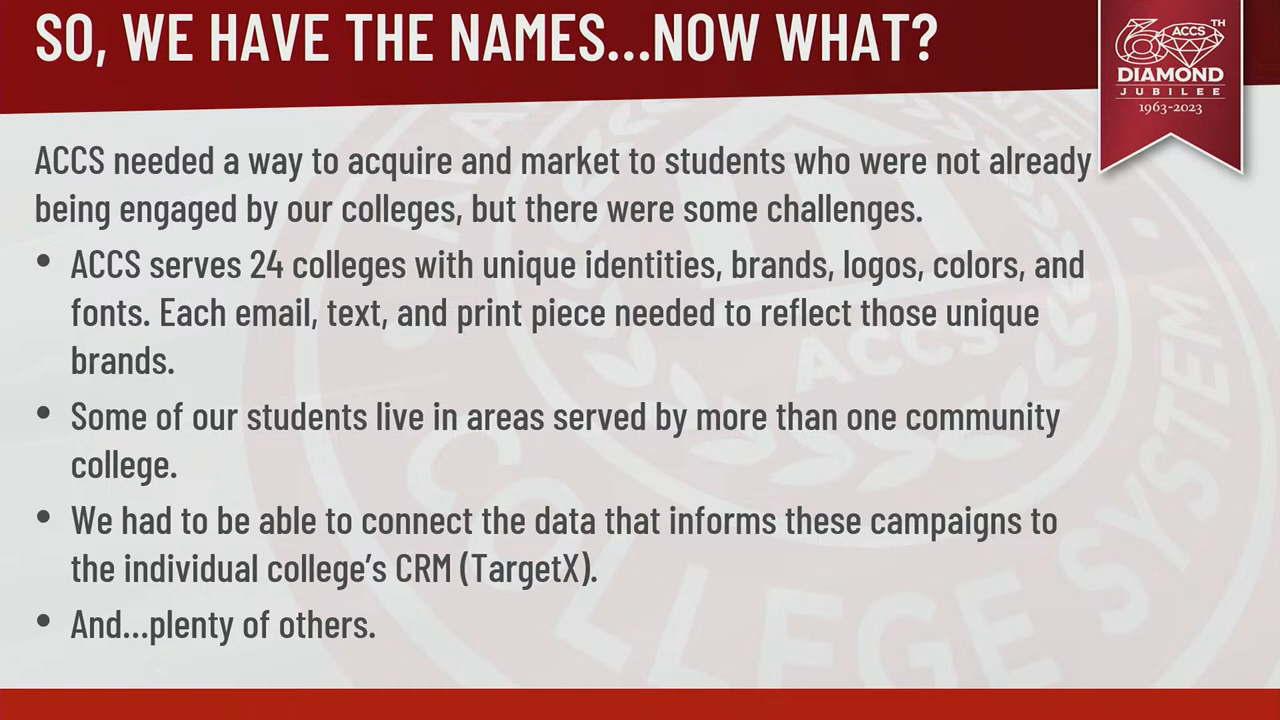 SO, WE HAVE THE NAMES...NOW WHAT?
60TH
ACCS
DIAMOND
JUBILEE
1963-2023
ACCS needed a way to acquire and market to students who were not already
being engaged by our colleges, but there were some challenges.
• ACCS serves 24 colleges with unique identities, brands, logos, colors, and
fonts. Each email, text, and print piece needed to reflect those unique
brands.
• Some of our students live in areas served by more than one community
college.
• We had to be able to connect the data that informs these campaigns to
the individual college's CRM (TargetX).
• And...plenty of others.
ACCS
COLLEGE SYSTEM